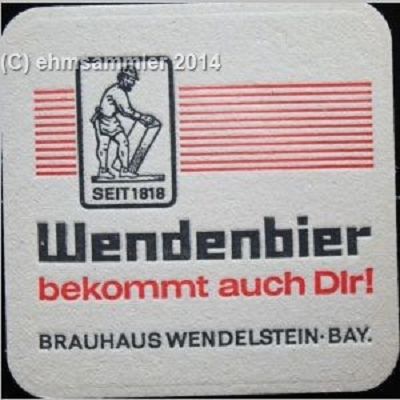 (C) ehmsammler 2014
SEIT 1818
Wendenbier
bekommt auch DIr!
BRAUHAUS WENDELSTEIN·BAY.